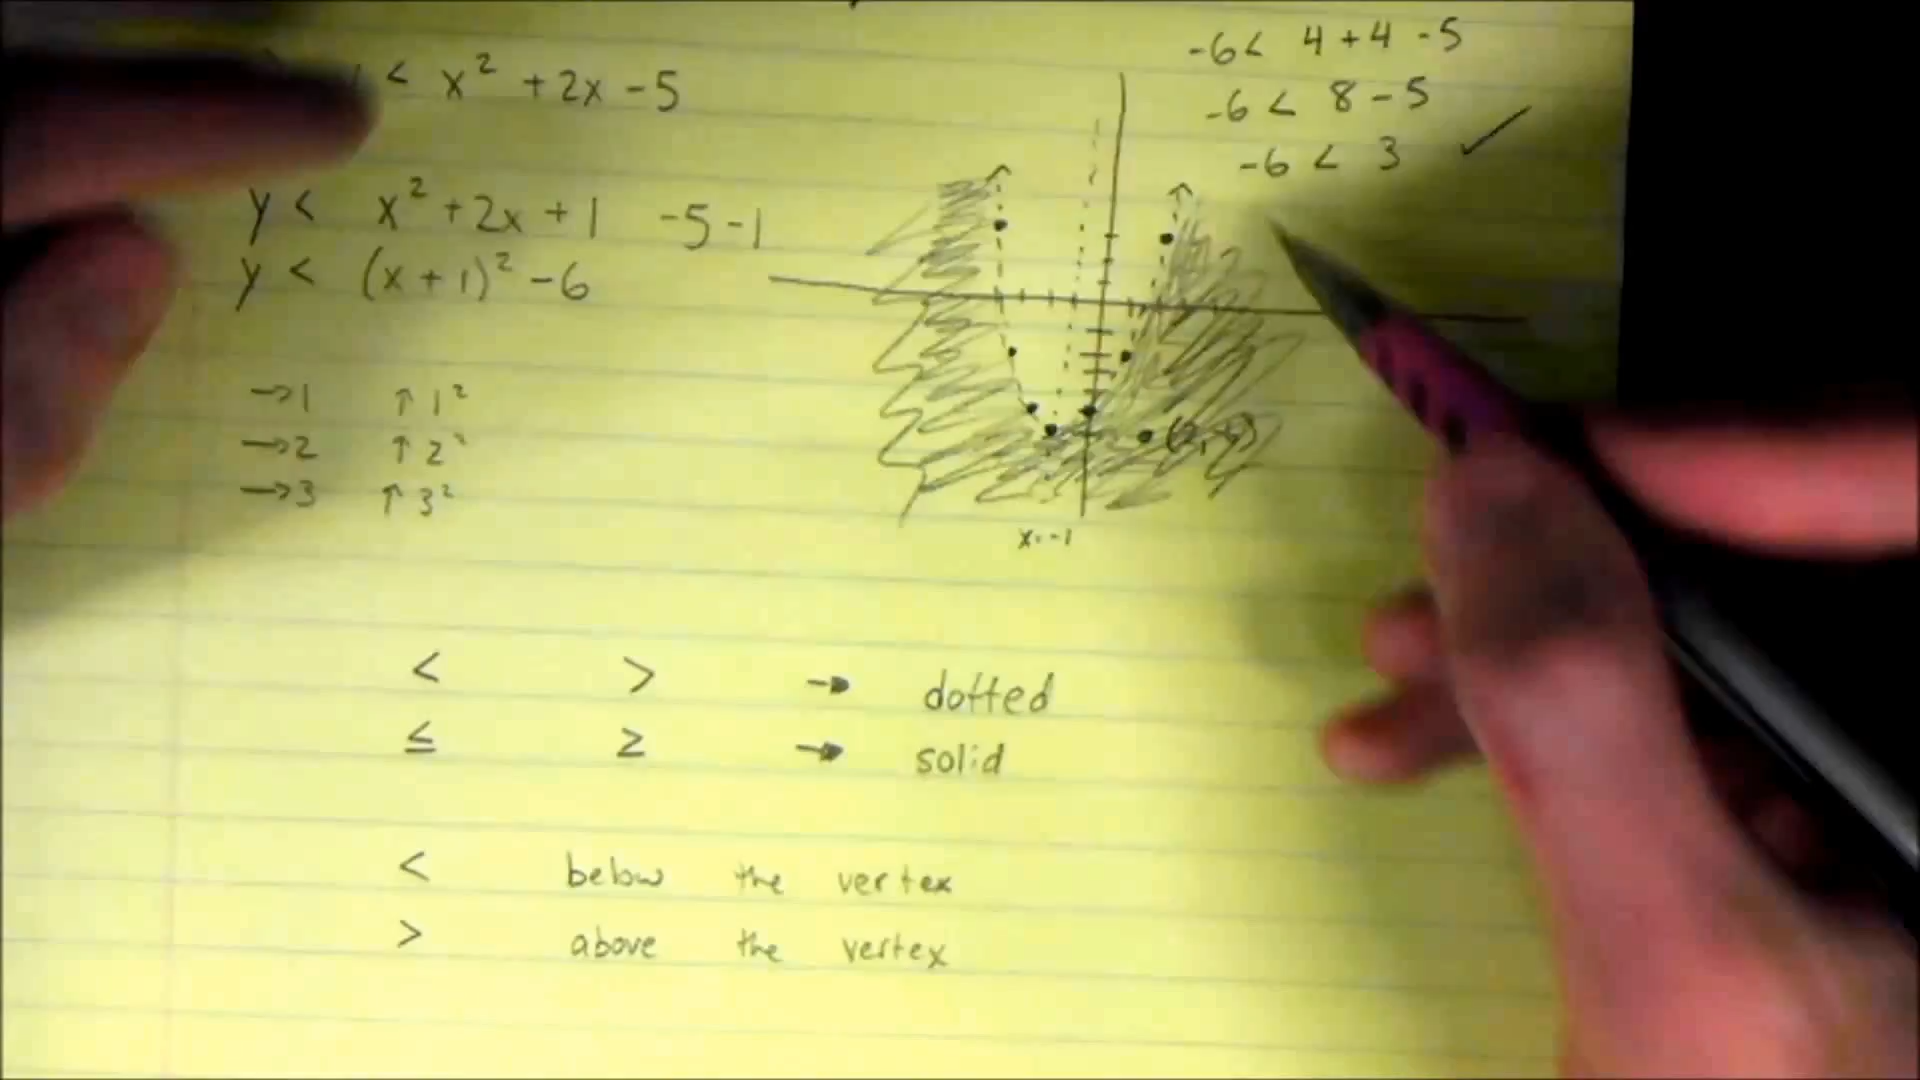 < x² + 2x - 5
y < x² + 2x + 1 -5 -1
y < (x + 1)² - 6
→1 ↑ 1²
→2 ↑ 2²
→3 ↑ 3²
-6 < 4 + 4 - 5
-6 < 8 - 5
-6 < 3 ✓
x = -1
< > → dotted
≤ ≥ → solid
< below the vertex
> above the vertex